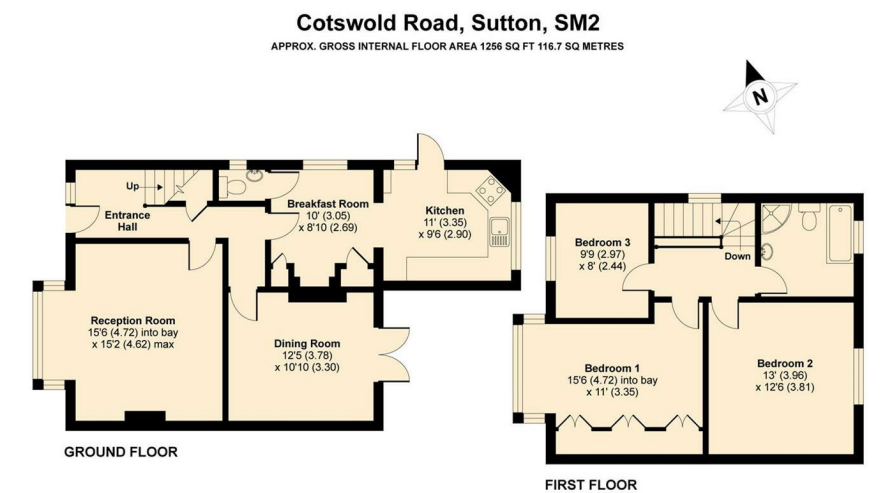 Cotswold Road, Sutton, SM2
APPROX. GROSS INTERNAL FLOOR AREA 1256 SQ FT 116.7 SQ METRES
N
Up
Entrance
Hall
Breakfast Room
10' (3.05)
x 8'10 (2.69)
Kitchen
11' (3.35)
x 9'6 (2.90)
Reception Room
15'6 (4.72) into bay
x 15'2 (4.62) max
Dining Room
12'5 (3.78)
x 10'10 (3.30)
GROUND FLOOR
Bedroom 3
9'9 (2.97)
x 8' (2.44)
Down
Bedroom 1
15'6 (4.72) into bay
x 11' (3.35)
Bedroom 2
13' (3.96)
x 12'6 (3.81)
FIRST FLOOR